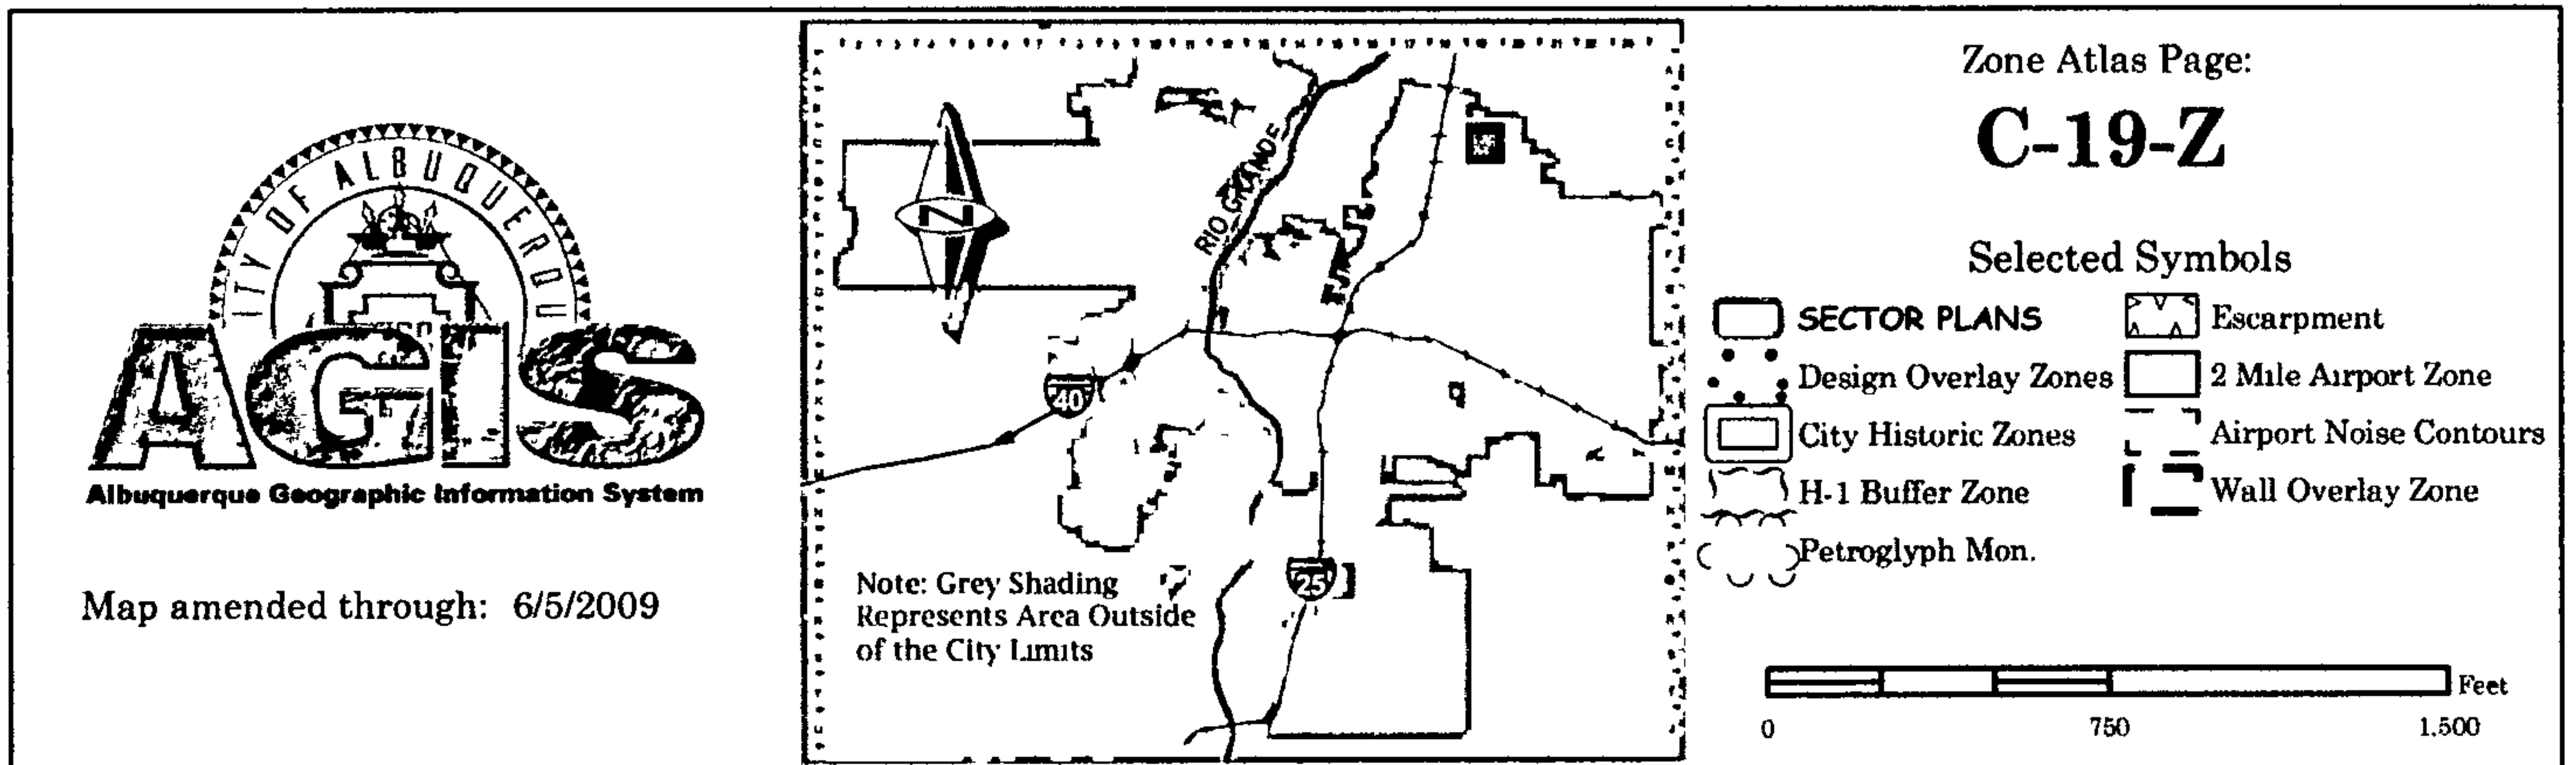 CITY OF ALBUQUERQUE
AGIS
Albuquerque Geographic Information System
Map amended through: 6/5/2009
RIO GRANDE
N
40
25
Note: Grey Shading
Represents Area Outside
of the City Limits
Zone Atlas Page:
C-19-Z
Selected Symbols
SECTOR PLANS
Design Overlay Zones
City Historic Zones
H-1 Buffer Zone
Petroglyph Mon.
Escarpment
2 Mile Airport Zone
Airport Noise Contours
Wall Overlay Zone
Feet
0 750 1,500